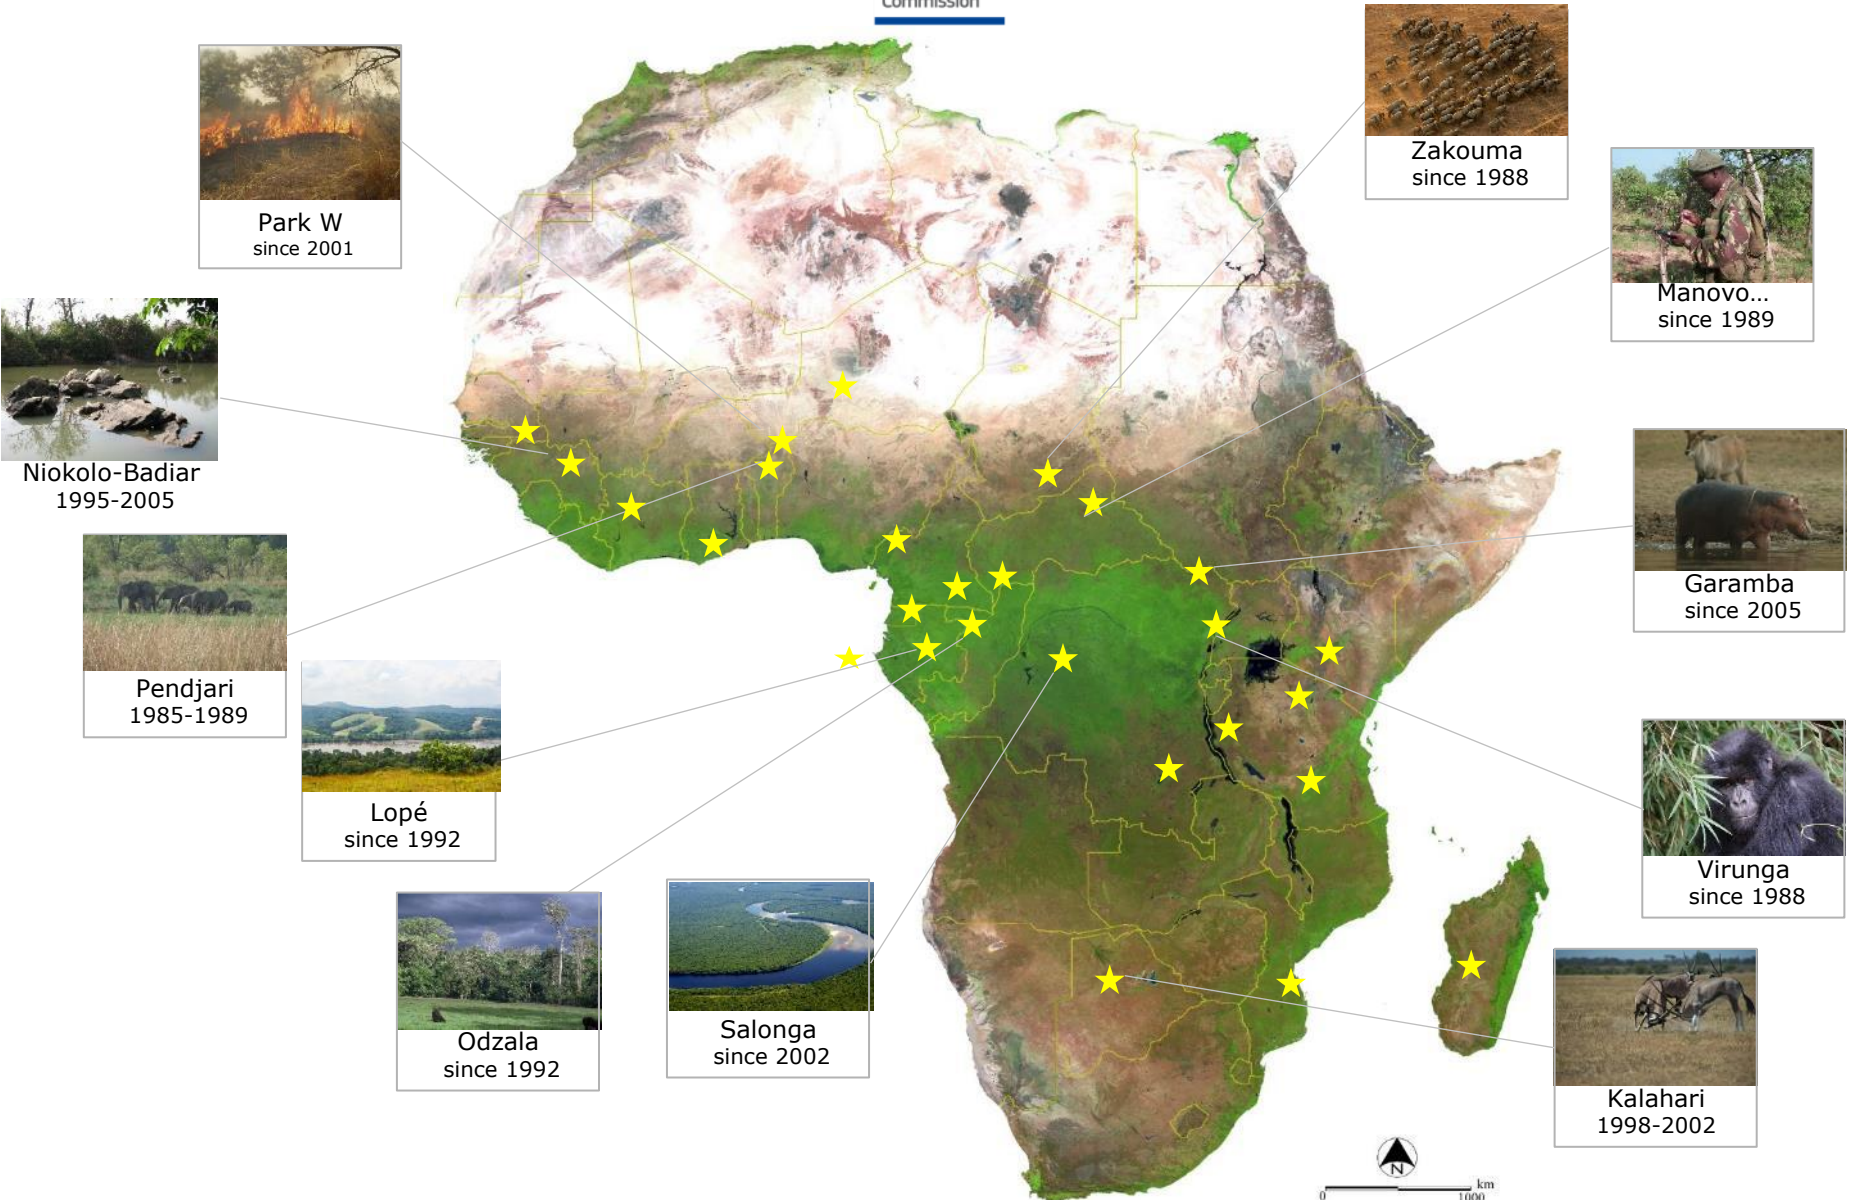 Commission
Zakouma
since 1988
Park W
since 2001
Manovo...
since 1989
Niokolo-Badiar
1995-2005
Garamba
since 2005
Pendjari
1985-1989
Lopé
since 1992
Virunga
since 1988
Odzala
since 1992
Salonga
since 2002
Kalahari
1998-2002
N
km
0
1000